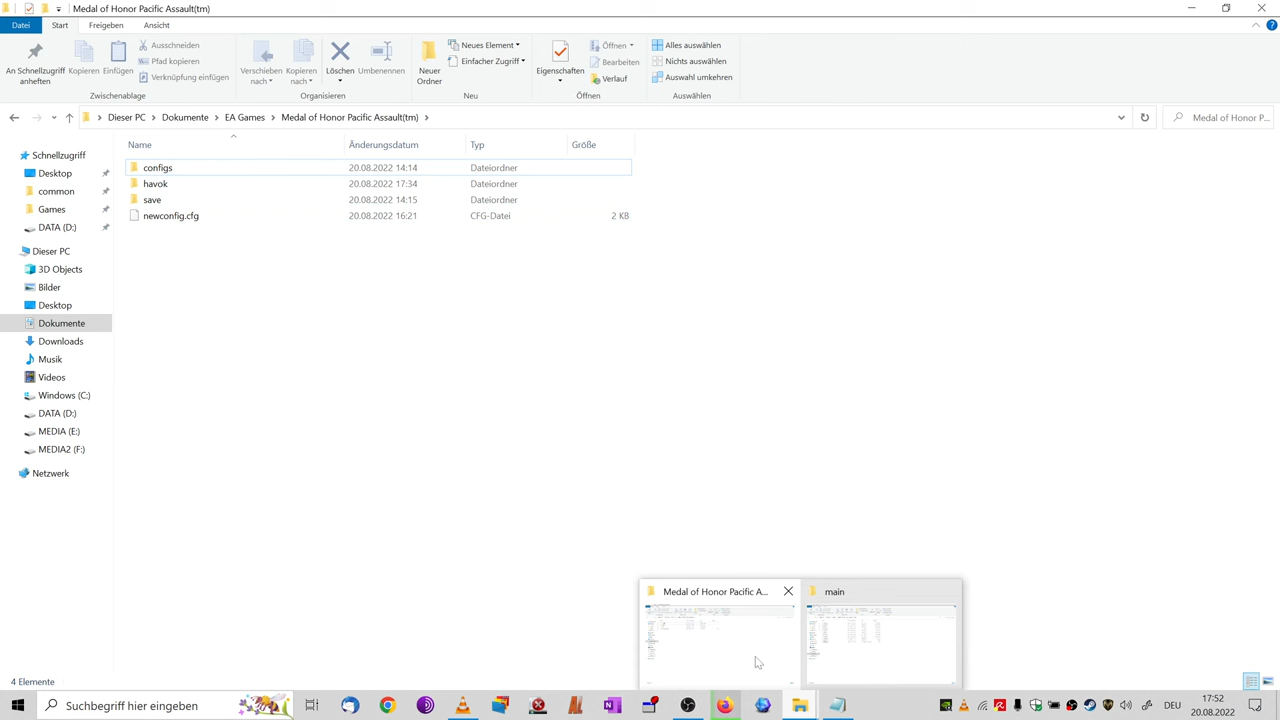 Medal of Honor Pacific Assault(tm)
Datei Start Freigeben Ansicht
An Schnellzugriff anheften
Kopieren
Einfügen
Ausschneiden
Pfad kopieren
Verknüpfung einfügen
Zwischenablage
Verschieben nach
Kopieren nach
Löschen
Umbenennen
Organisieren
Neuer Ordner
Neues Element
Einfacher Zugriff
Neu
Eigenschaften
Öffnen
Bearbeiten
Verlauf
Öffnen
Alles auswählen
Nichts auswählen
Auswahl umkehren
Auswählen
Dieser PC > Dokumente > EA Games > Medal of Honor Pacific Assault(tm) >
Medal of Honor P...
Name Änderungsdatum Typ Größe
configs 20.08.2022 14:14 Dateiordner
havok 20.08.2022 17:34 Dateiordner
save 20.08.2022 14:15 Dateiordner
newconfig.cfg 20.08.2022 16:21 CFG-Datei 2 KB
Schnellzugriff
Desktop
common
Games
DATA (D:)
Dieser PC
3D Objects
Bilder
Desktop
Dokumente
Downloads
Musik
Videos
Windows (C:)
DATA (D:)
MEDIA (E:)
MEDIA2 (F:)
Netzwerk
Medal of Honor Pacific A...
main
4 Elemente
Suchbegriff hier eingeben
DEU
17:52
20.08.2022